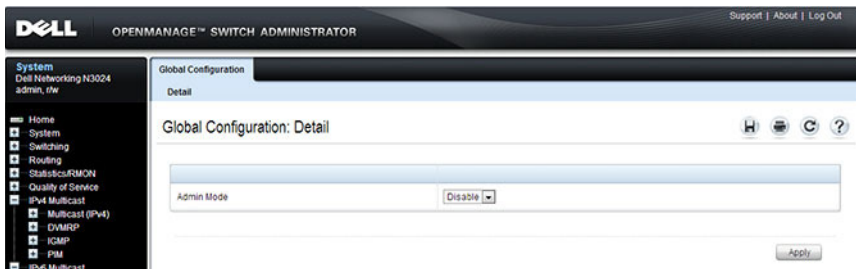 Support | About | Log Out
DELL OPENMANAGE™ SWITCH ADMINISTRATOR
System
Dell Networking N3024
admin, r/w
Home
System
Switching
Routing
Statistics/RMON
Quality of Service
IPv4 Multicast
Multicast (IPv4)
DVMRP
IGMP
PIM
IPv6 Multicast
Global Configuration
Detail
Global Configuration: Detail
H C ?
Admin Mode Disable
Apply